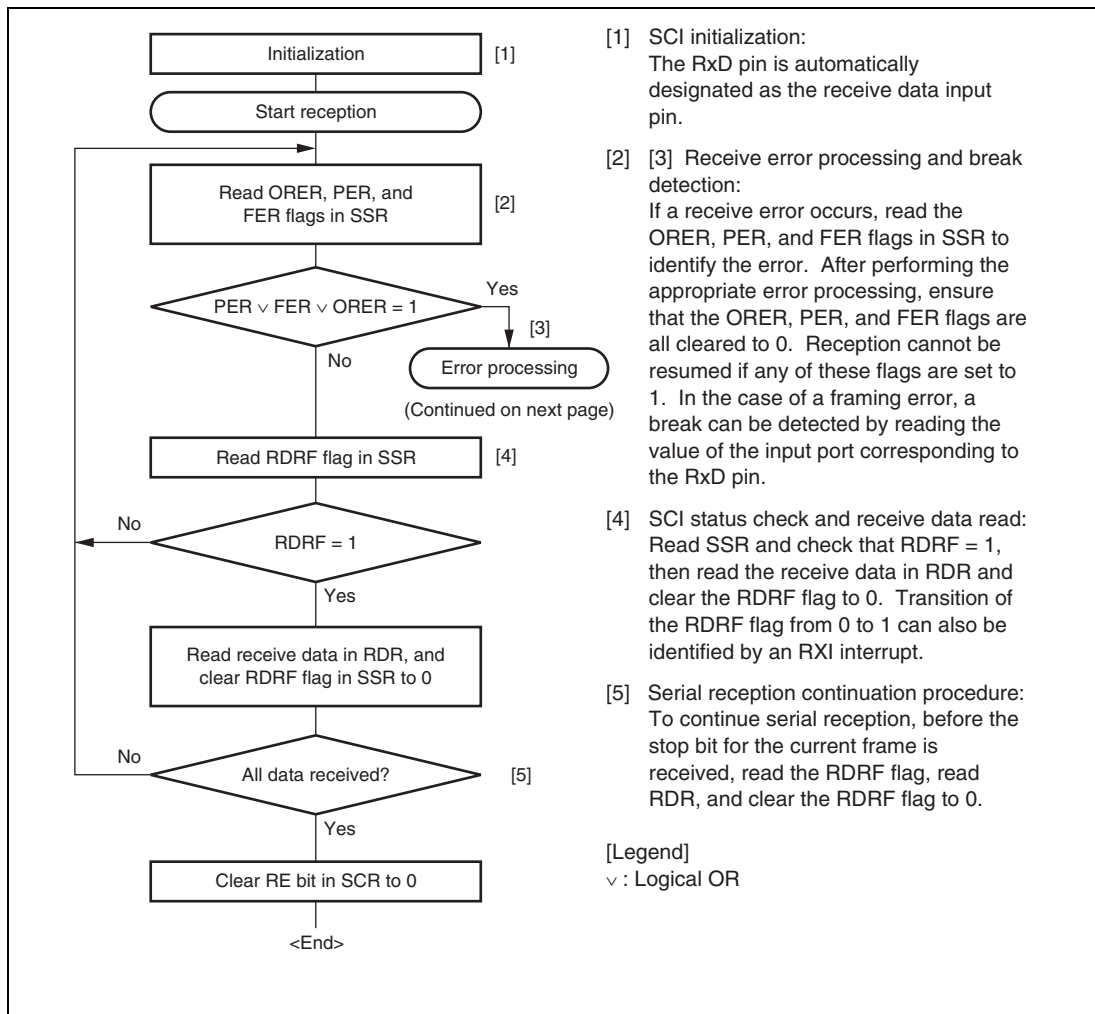 Initialization
[1]
Start reception
Read ORER, PER, and
FER flags in SSR
[2]
PER ∨ FER ∨ ORER = 1
Yes
[3]
No
Error processing
(Continued on next page)
Read RDRF flag in SSR
[4]
No
RDRF = 1
Yes
Read receive data in RDR, and
clear RDRF flag in SSR to 0
No
All data received?
[5]
Yes
Clear RE bit in SCR to 0
<End>
[1] SCI initialization:
The RxD pin is automatically
designated as the receive data input
pin.
[2] [3] Receive error processing and break
detection:
If a receive error occurs, read the
ORER, PER, and FER flags in SSR to
identify the error. After performing the
appropriate error processing, ensure
that the ORER, PER, and FER flags are
all cleared to 0. Reception cannot be
resumed if any of these flags are set to
1. In the case of a framing error, a
break can be detected by reading the
value of the input port corresponding to
the RxD pin.
[4] SCI status check and receive data read:
Read SSR and check that RDRF = 1,
then read the receive data in RDR and
clear the RDRF flag to 0. Transition of
the RDRF flag from 0 to 1 can also be
identified by an RXI interrupt.
[5] Serial reception continuation procedure:
To continue serial reception, before the
stop bit for the current frame is
received, read the RDRF flag, read
RDR, and clear the RDRF flag to 0.
[Legend]
∨ : Logical OR